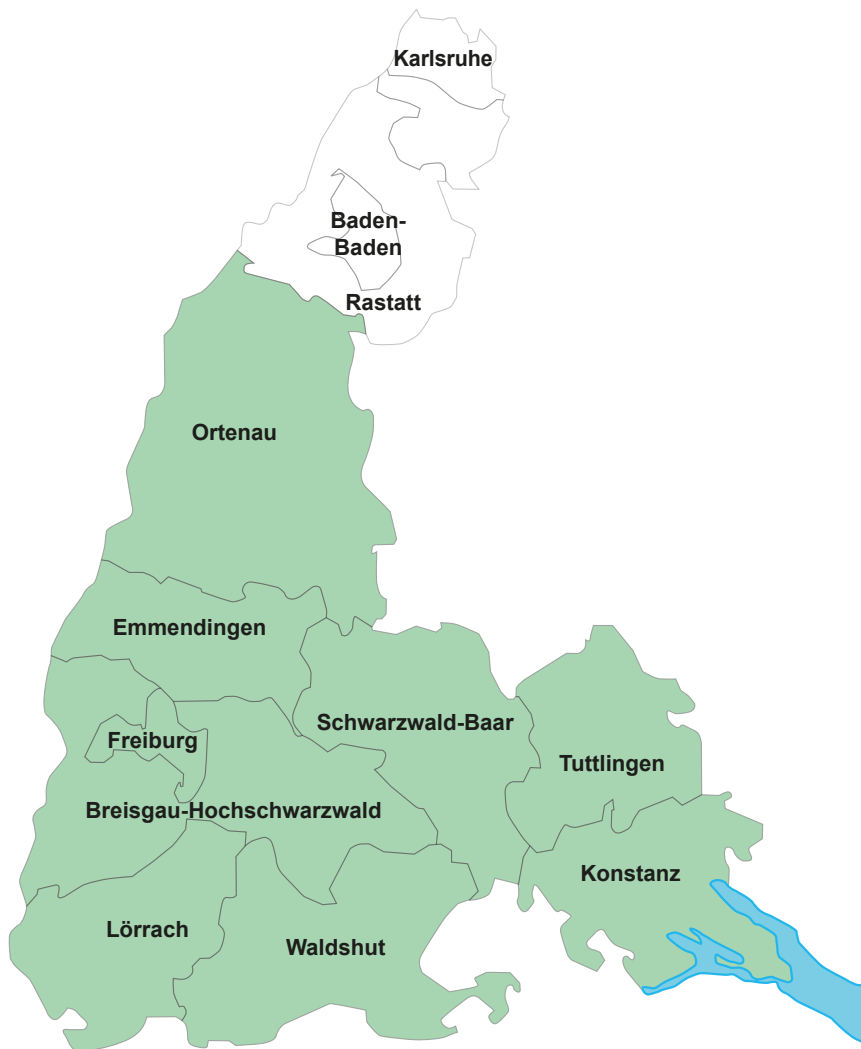 Karlsruhe
Baden-
Baden
Rastatt
Ortenau
Emmendingen
Schwarzwald-Baar
Freiburg
Tuttlingen
Breisgau-Hochschwarzwald
Konstanz
Lörrach
Waldshut